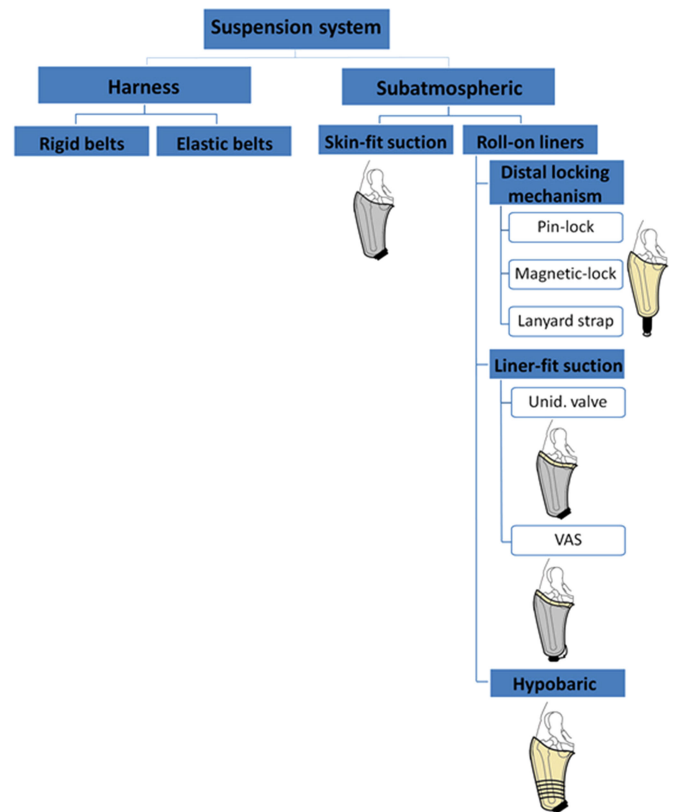 Suspension system
Harness
Subatmospheric
Rigid belts
Elastic belts
Skin-fit suction
Roll-on liners
Distal locking
mechanism
Pin-lock
Magnetic-lock
Lanyard strap
Liner-fit suction
Unid. valve
VAS
Hypobaric